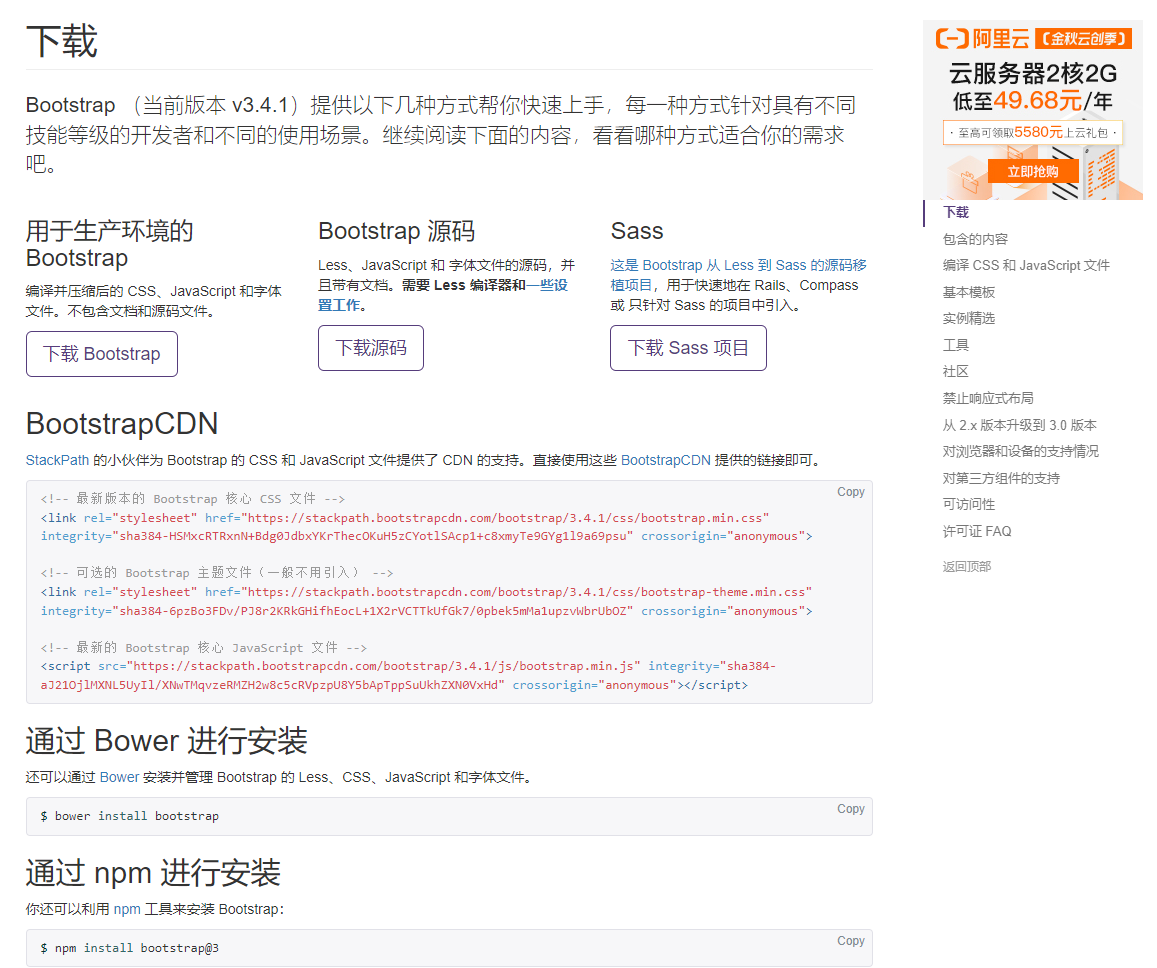 下载
Bootstrap （当前版本 v3.4.1）提供以下几种方式帮你快速上手，每一种方式针对具有不同
技能等级的开发者和不同的使用场景。继续阅读下面的内容，看看哪种方式适合你的需求
吧。
用于生产环境的
Bootstrap
编译并压缩后的 CSS、JavaScript 和字体
文件。不包含文档和源码文件。
下载 Bootstrap
Bootstrap 源码
Less、JavaScript 和 字体文件的源码，并
且带有文档。需要 Less 编译器和一些设
置工作。
下载源码
Sass
这是 Bootstrap 从 Less 到 Sass 的源码移
植项目，用于快速地在 Rails、Compass
或 只针对 Sass 的项目中引入。
下载 Sass 项目
BootstrapCDN
StackPath 的小伙伴为 Bootstrap 的 CSS 和 JavaScript 文件提供了 CDN 的支持。直接使用这些 BootstrapCDN 提供的链接即可。
Copy
<!-- 最新版本的 Bootstrap 核心 CSS 文件 -->
<link rel="stylesheet" href="https://stackpath.bootstrapcdn.com/bootstrap/3.4.1/css/bootstrap.min.css"
integrity="sha384-HSMxcRTRxnN+Bdg0JdbxYKrThecOKuH5zCYotlSAcp1+c8xmyTe9GYg1l9a69psu" crossorigin="anonymous">
<!-- 可选的 Bootstrap 主题文件（一般不用引入） -->
<link rel="stylesheet" href="https://stackpath.bootstrapcdn.com/bootstrap/3.4.1/css/bootstrap-theme.min.css"
integrity="sha384-6pzBo3FDv/PJ8r2KRkGHifhEocL+1X2rVCTTkUfGk7/0pbek5mMa1upzvWbrUbOZ" crossorigin="anonymous">
<!-- 最新的 Bootstrap 核心 JavaScript 文件 -->
<script src="https://stackpath.bootstrapcdn.com/bootstrap/3.4.1/js/bootstrap.min.js" integrity="sha384-
aJ21OjlMXNL5UyIl/XNwTMqvzeRMZH2w8c5cRVpzpU8Y5bApTppSuUkhZXN0VxHd" crossorigin="anonymous"></script>
通过 Bower 进行安装
还可以通过 Bower 安装并管理 Bootstrap 的 Less、CSS、JavaScript 和字体文件。
Copy
$ bower install bootstrap
通过 npm 进行安装
你还可以利用 npm 工具来安装 Bootstrap：
Copy
$ npm install bootstrap@3
阿里云 【金秋云创季】
云服务器2核2G
低至49.68元/年
· 至高可领取5580元上云礼包 ·
立即抢购
下载
包含的内容
编译 CSS 和 JavaScript 文件
基本模板
实例精选
工具
社区
禁止响应式布局
从 2.x 版本升级到 3.0 版本
对浏览器和设备的支持情况
对第三方组件的支持
可访问性
许可证 FAQ
返回顶部